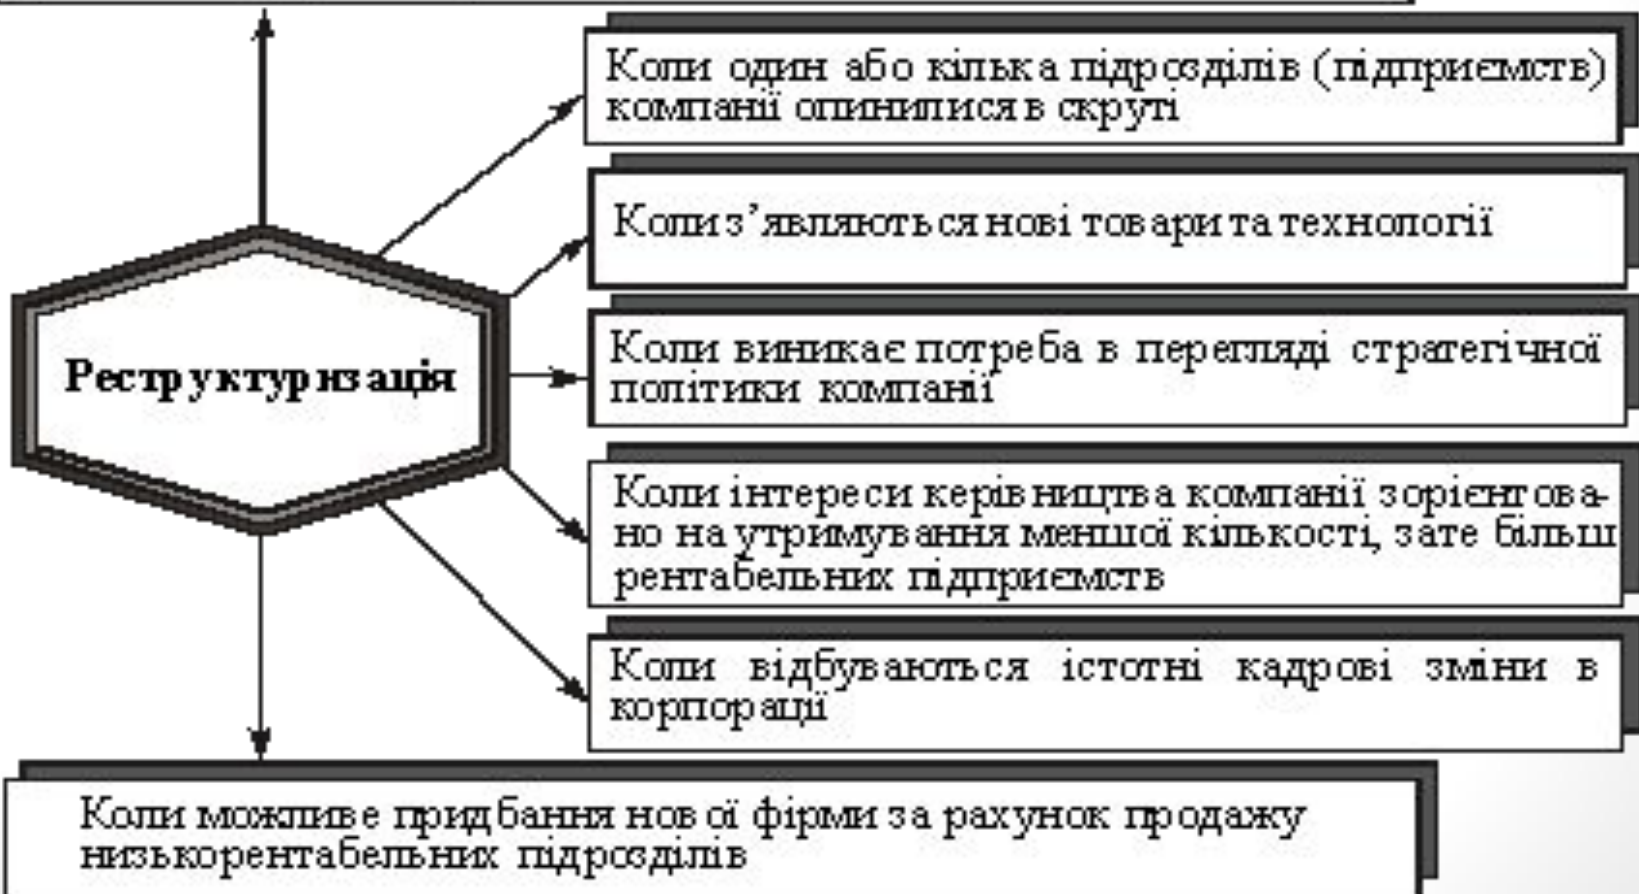 Коли один або кілька підрозділів (підприємств)
компанії опинилися в скруті
Коли з’являються нові товари та технології
Реструктуризація
Коли виникає потреба в перегляді стратегічної
політики компанії
Коли інтереси керівництва компанії зорієнтова-
но на утримування меншої кількості, зате більш
рентабельних підприємств
Коли відбуваються істотні кадрові зміни в
корпорації
Коли можливе придбання нової фірми за рахунок продажу
низькорентабельних підрозділів